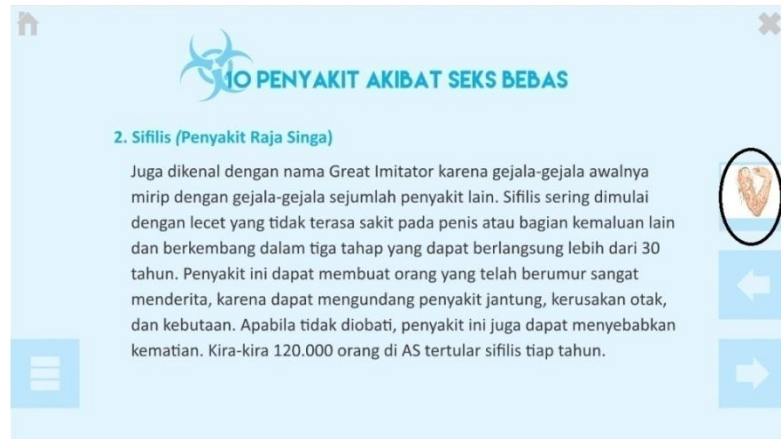 10 PENYAKIT AKIBAT SEKS BEBAS
2. Sifilis (Penyakit Raja Singa)
Juga dikenal dengan nama Great Imitator karena gejala-gejala awalnya
mirip dengan gejala-gejala sejumlah penyakit lain. Sifilis sering dimulai
dengan lecet yang tidak terasa sakit pada penis atau bagian kemaluan lain
dan berkembang dalam tiga tahap yang dapat berlangsung lebih dari 30
tahun. Penyakit ini dapat membuat orang yang telah berumur sangat
menderita, karena dapat mengundang penyakit jantung, kerusakan otak,
dan kebutaan. Apabila tidak diobati, penyakit ini juga dapat menyebabkan
kematian. Kira-kira 120.000 orang di AS tertular sifilis tiap tahun.